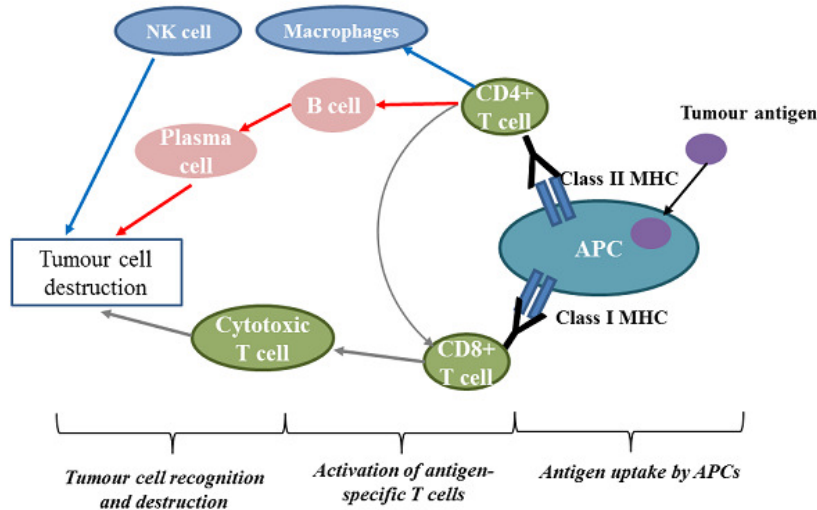 NK cell
Macrophages
CD4+
T cell
B cell
Tumour antigen
Plasma
cell
Class II MHC
APC
Tumour cell
destruction
Cytotoxic
T cell
Class I MHC
CD8+
T cell
Tumour cell recognition
and destruction
Activation of antigen-
specific T cells
Antigen uptake by APCs